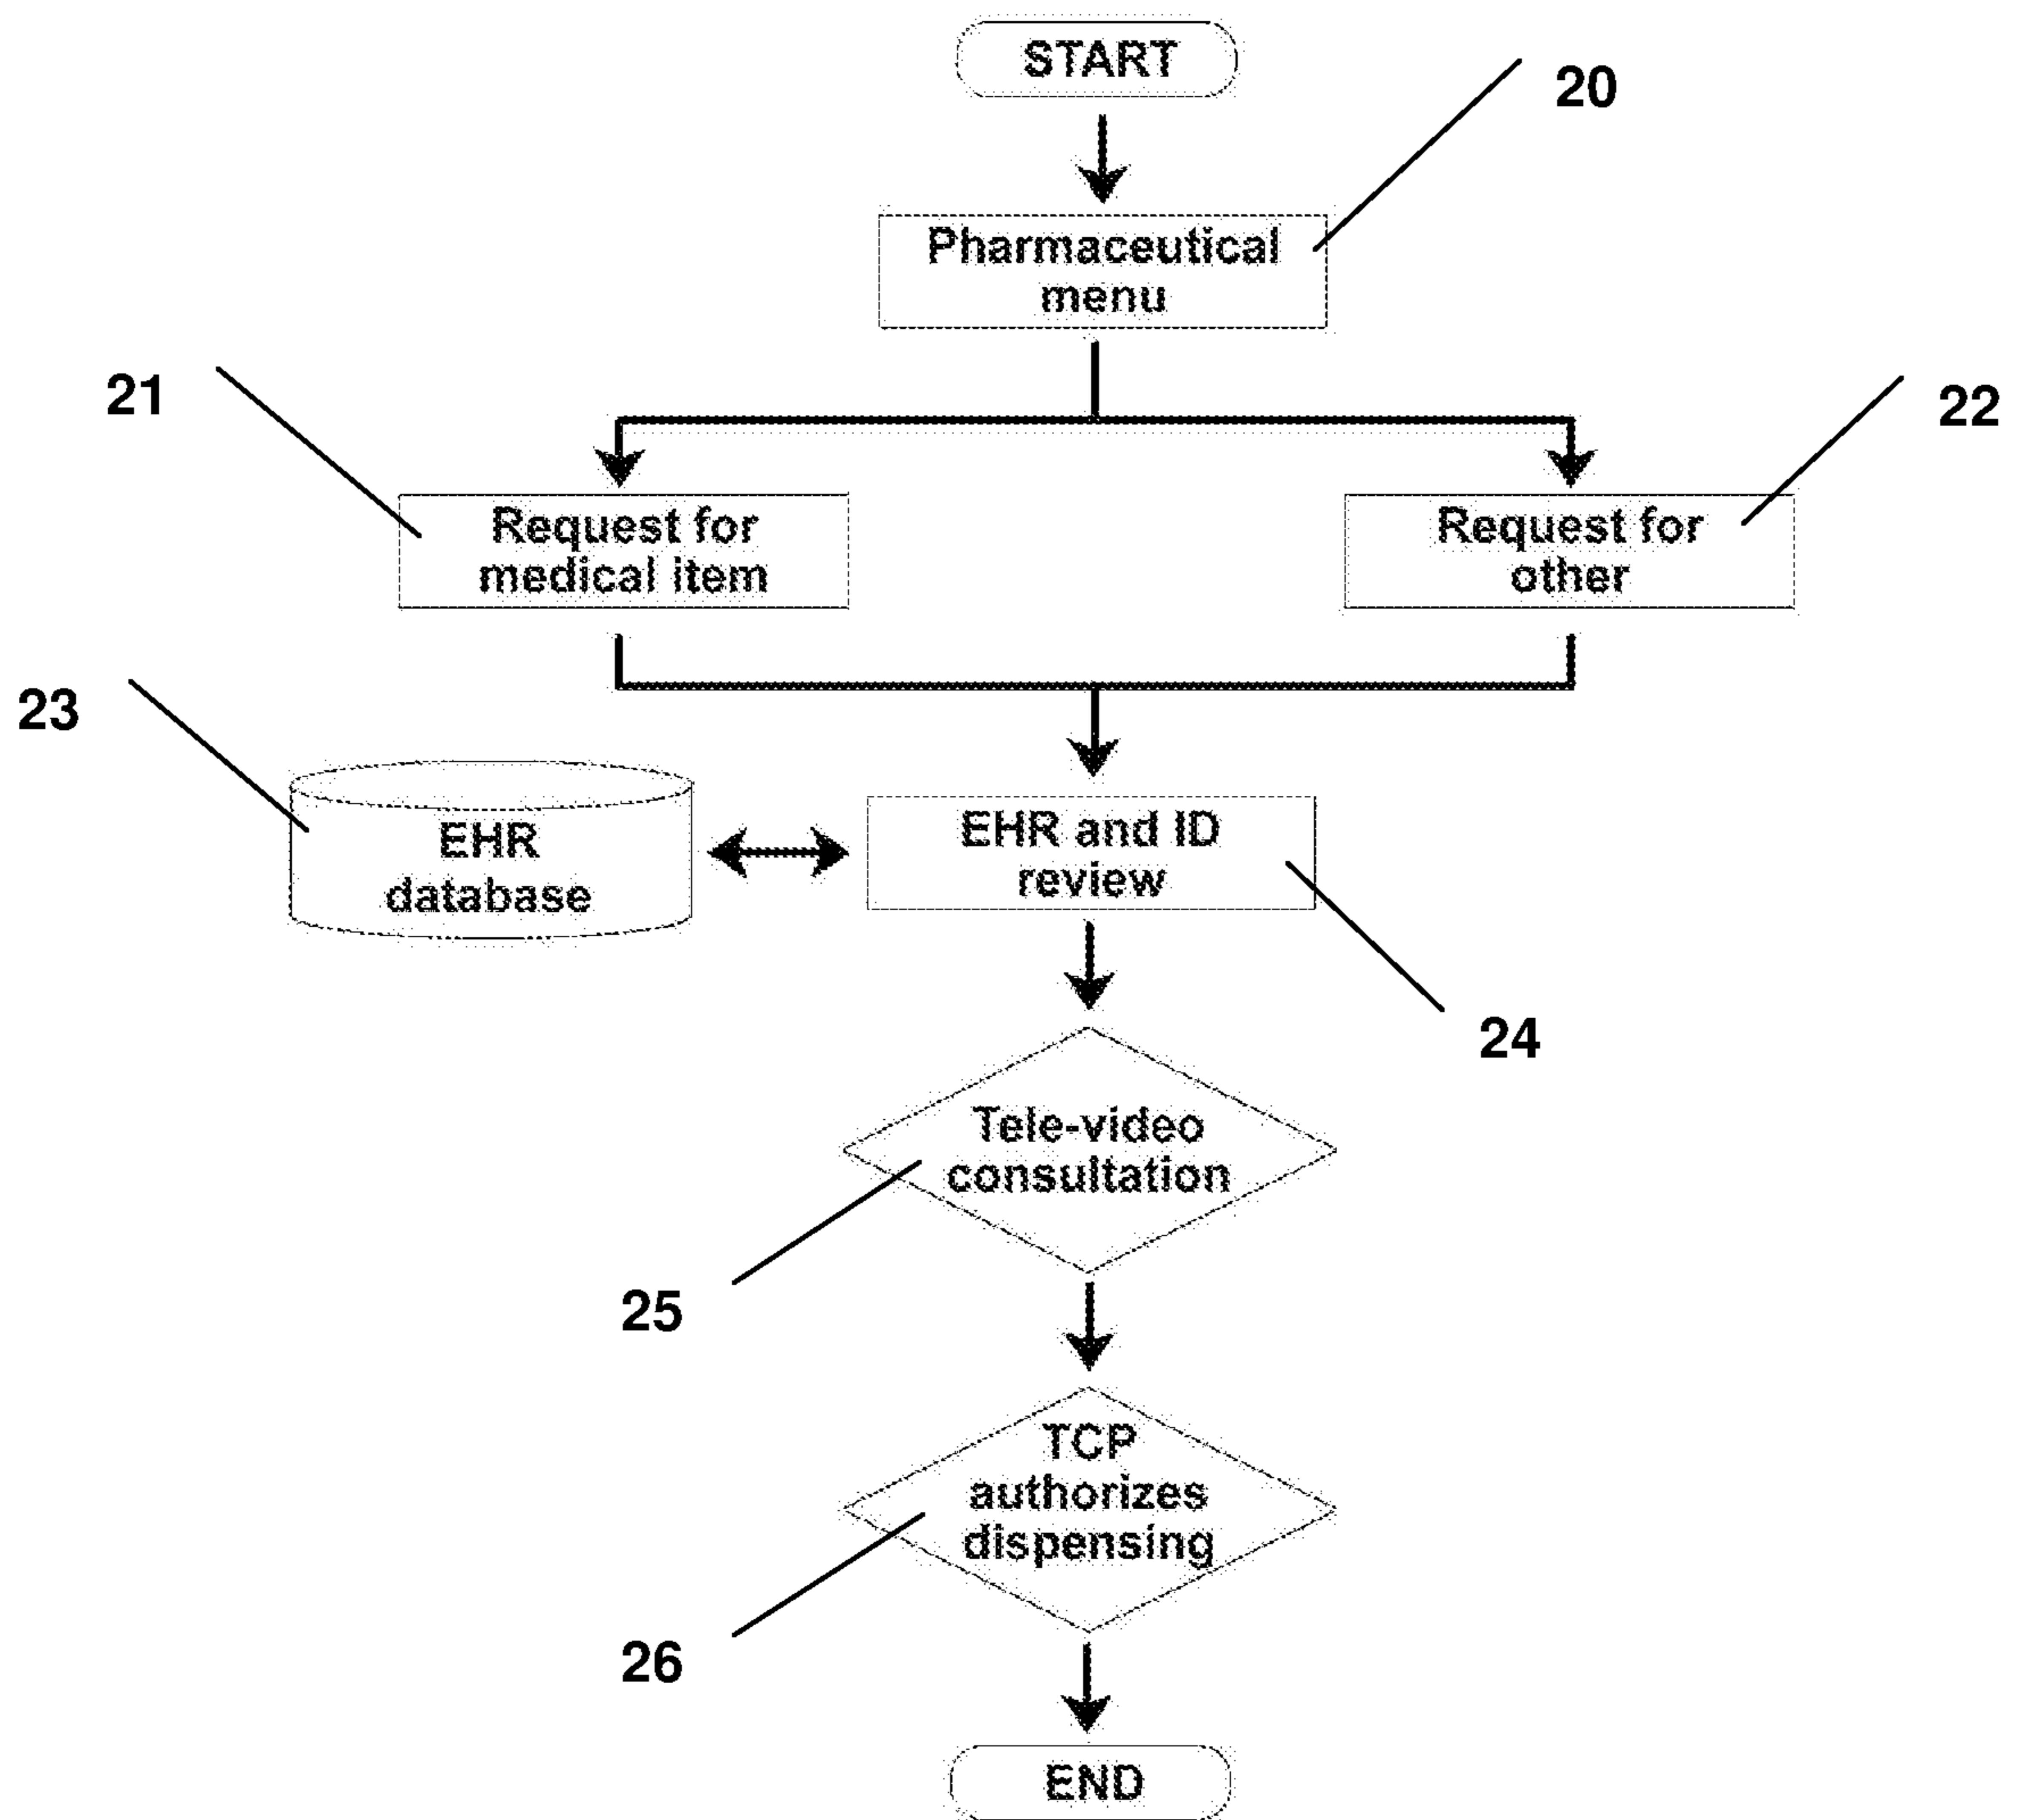 START
20
Pharmaceutical
menu
21
22
Request for
medical item
Request for
other
23
EHR
database
EHR and ID
review
24
Tele-video
consultation
25
TCP
authorizes
dispensing
26
END